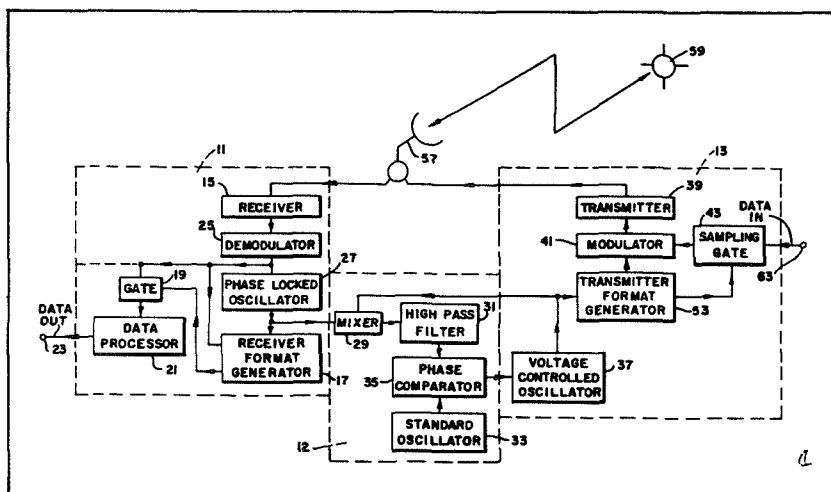 59
11
57
13
15
RECEIVER
39
TRANSMITTER
43
DATA
IN
25
DEMODULATOR
41
MODULATOR
SAMPLING
GATE
63
27
19
GATE
PHASE LOCKED
OSCILLATOR
31
TRANSMITTER
FORMAT
GENERATOR
53
DATA
OUT
MIXER
29
HIGH PASS
FILTER
23
DATA
PROCESSOR
21
RECEIVER
FORMAT
GENERATOR
17
35
PHASE
COMPARATOR
VOLTAGE
CONTROLLED
OSCILLATOR
37
12
STANDARD
OSCILLATOR
33